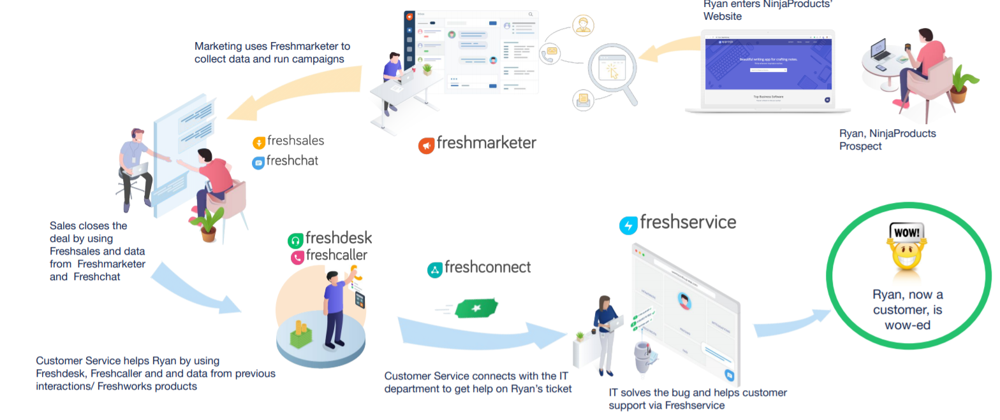 Ryan enters NinjaProducts'
Website
Marketing uses Freshmarketer to
collect data and run campaigns
Beautiful writing app for crafting notes.
Top Business Software
Ryan, NinjaProducts
Prospect
freshsales
freshchat
freshmarketer
Sales closes the
deal by using
Freshsales and data
from Freshmarketer
and Freshchat
freshdesk
freshcaller
freshconnect
freshservice
WOW!
Ryan, now a
customer, is
wow-ed
Customer Service helps Ryan by using
Freshdesk, Freshcaller and and data from previous
interactions/ Freshworks products
Customer Service connects with the IT
department to get help on Ryan's ticket
IT solves the bug and helps customer
support via Freshservice